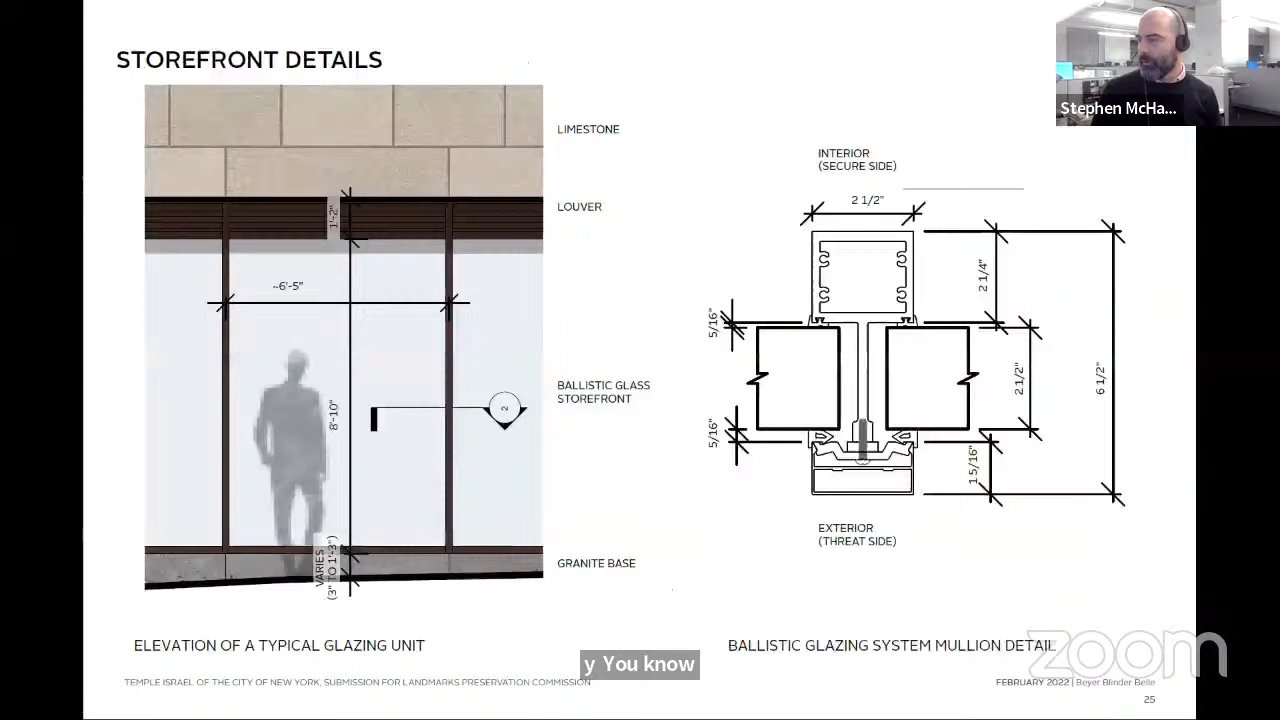 STOREFRONT DETAILS
Stephen McHa...
LIMESTONE
LOUVER
1'-2"
~6'-5"
8'-10"
2
BALLISTIC GLASS
STOREFRONT
VARIES
(3" TO 1'-3")
GRANITE BASE
ELEVATION OF A TYPICAL GLAZING UNIT
INTERIOR
(SECURE SIDE)
2 1/2"
2 1/4"
5/16"
2 1/2"
6 1/2"
5/16"
1 5/16"
EXTERIOR
(THREAT SIDE)
BALLISTIC GLAZING SYSTEM MULLION DETAIL
zoom
y You know
TEMPLE ISRAEL OF THE CITY OF NEW YORK, SUBMISSION FOR LANDMARKS PRESERVATION COMMISSION
FEBRUARY 2022 | Beyer Blinder Belle
25